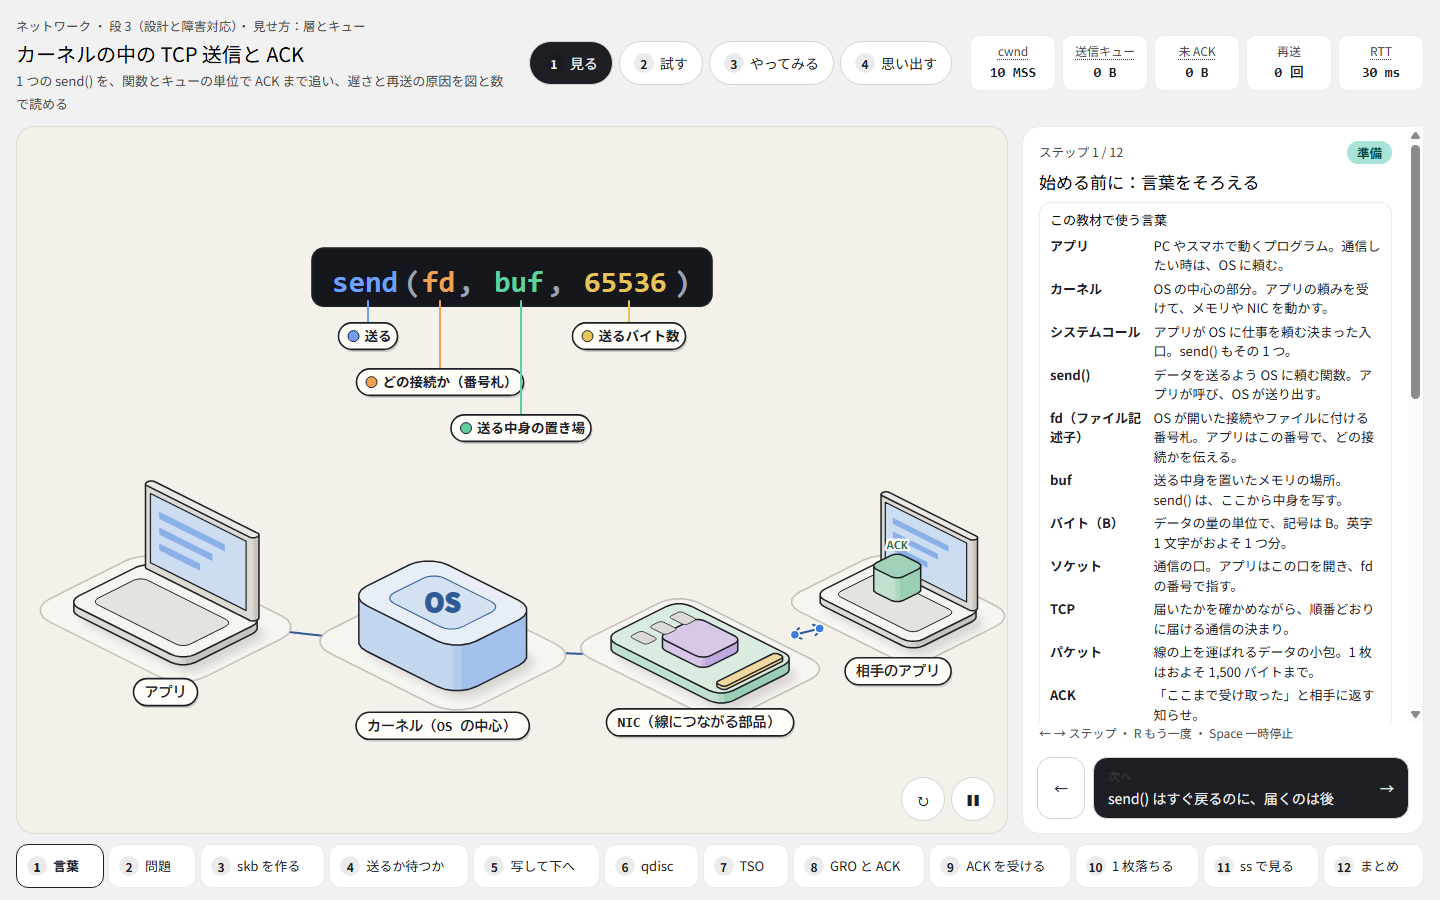 ネットワーク ・ 段 3（設計と障害対応）・ 見せ方：層とキュー
カーネルの中の TCP 送信と ACK
1 つの send() を、関数とキューの単位で ACK まで追い、遅さと再送の原因を図と数
で読める
1 見る
2 試す
3 やってみる
4 思い出す
cwnd
10 MSS
送信キュー
0 B
未 ACK
0 B
再送
0 回
RTT
30 ms
send(fd, buf, 65536)
送る
送るバイト数
どの接続か（番号札）
送る中身の置き場
OS
ACK
アプリ
カーネル（OS の中心）
NIC（線につながる部品）
相手のアプリ
↻
ステップ 1 / 12
準備
始める前に：言葉をそろえる
この教材で使う言葉
アプリ
PC やスマホで動くプログラム。通信し
たい時は、OS に頼む。
カーネル
OS の中心の部分。アプリの頼みを受
けて、メモリや NIC を動かす。
システムコール
アプリが OS に仕事を頼む決まった入
口。send() もその 1 つ。
send()
データを送るよう OS に頼む関数。ア
プリが呼び、OS が送り出す。
fd（ファイル記
述子）
OS が開いた接続やファイルに付ける
番号札。アプリはこの番号で、どの接
続かを伝える。
buf
送る中身を置いたメモリの場所。
send() は、ここから中身を写す。
バイト（B）
データの量の単位で、記号は B。英字
1 文字がおよそ 1 つ分。
ソケット
通信の口。アプリはこの口を開き、fd
の番号で指す。
TCP
届いたかを確かめながら、順番どおり
に届ける通信の決まり。
パケット
線の上を運ばれるデータの小包。1 枚
はおよそ 1,500 バイトまで。
ACK
「ここまで受け取った」と相手に返す
知らせ。
← → ステップ ・ R もう一度 ・ Space 一時停止
←
次へ
send() はすぐ戻るのに、届くのは後
→
1 言葉
2 問題
3 skb を作る
4 送るか待つか
5 写して下へ
6 qdisc
7 TSO
8 GRO と ACK
9 ACK を受ける
10 1 枚落ちる
11 ss で見る
12 まとめ